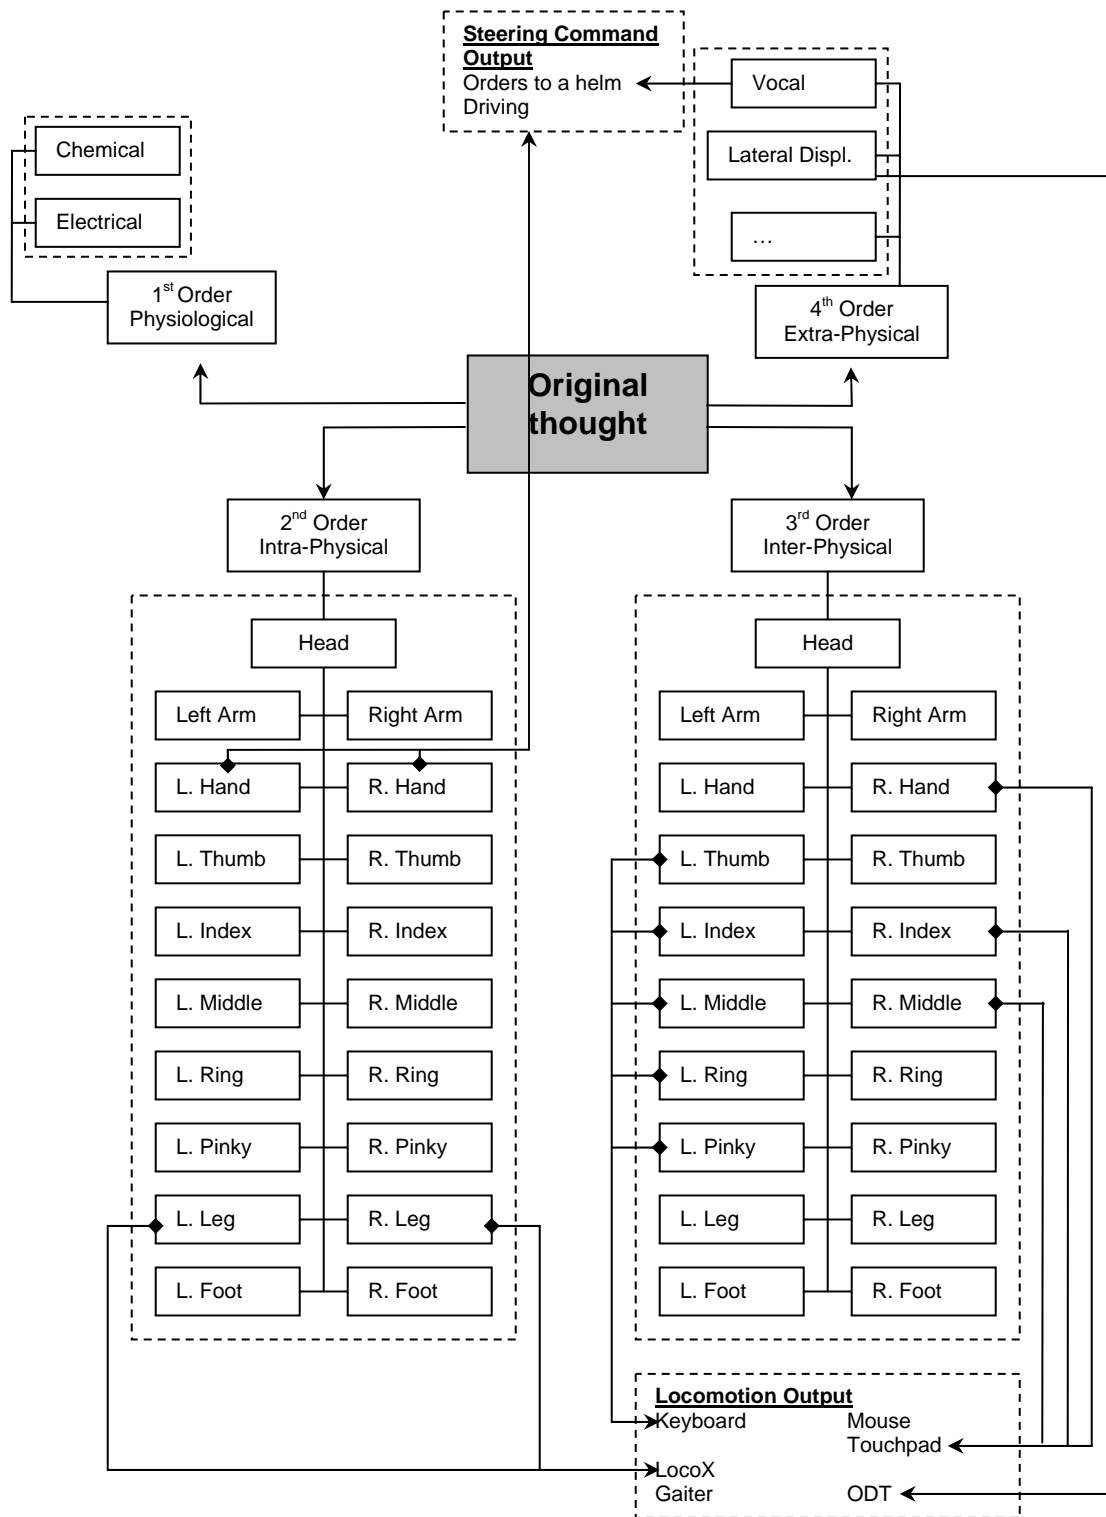 Steering Command
Output
Orders to a helm
Driving
Vocal
Lateral Displ.
…
Chemical
Electrical
1st Order
Physiological
4th Order
Extra-Physical
Original
thought
2nd Order
Intra-Physical
3rd Order
Inter-Physical
Head
Left Arm
Right Arm
L. Hand
R. Hand
L. Thumb
R. Thumb
L. Index
R. Index
L. Middle
R. Middle
L. Ring
R. Ring
L. Pinky
R. Pinky
L. Leg
R. Leg
L. Foot
R. Foot
Head
Left Arm
Right Arm
L. Hand
R. Hand
L. Thumb
R. Thumb
L. Index
R. Index
L. Middle
R. Middle
L. Ring
R. Ring
L. Pinky
R. Pinky
L. Leg
R. Leg
L. Foot
R. Foot
Locomotion Output
Keyboard
Mouse
Touchpad
LocoX
Gaiter
ODT